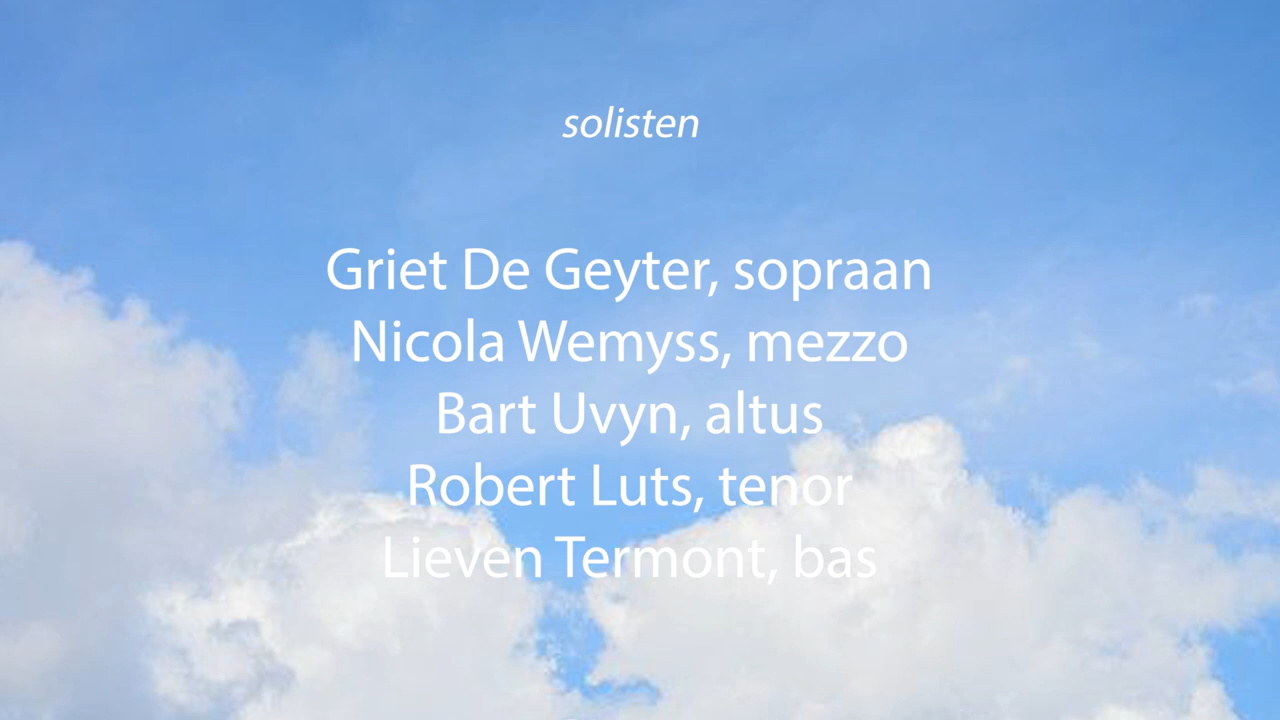 solisten
Griet De Geyter, sopraan
Nicola Wemyss, mezzo
Bart Uvyn, altus
Robert Luts, tenor
Lieven Termont, bas